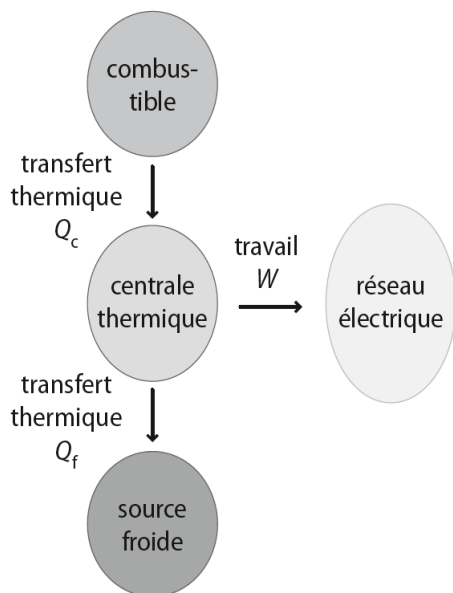 combus-
tible
transfert
thermique
Qc
centrale
thermique
travail
W
réseau
électrique
transfert
thermique
Qf
source
froide